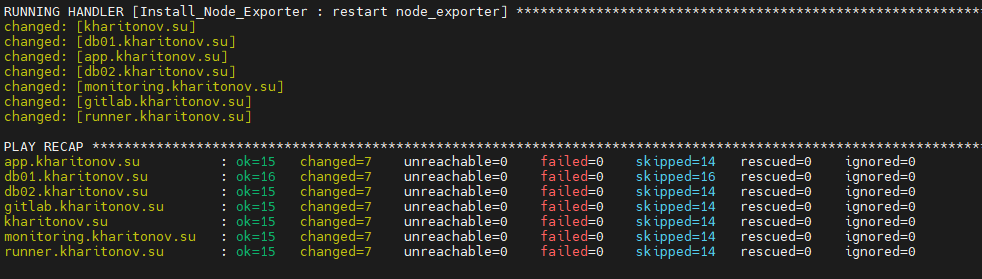 RUNNING HANDLER [Install_Node_Exporter : restart node_exporter] ***********************************************************
changed: [kharitonov.su]
changed: [db01.kharitonov.su]
changed: [app.kharitonov.su]
changed: [db02.kharitonov.su]
changed: [monitoring.kharitonov.su]
changed: [gitlab.kharitonov.su]
changed: [runner.kharitonov.su]
PLAY RECAP ***************************************************************************************************************
app.kharitonov.su : ok=15 changed=7 unreachable=0 failed=0 skipped=14 rescued=0 ignored=0
db01.kharitonov.su : ok=16 changed=7 unreachable=0 failed=0 skipped=16 rescued=0 ignored=0
db02.kharitonov.su : ok=15 changed=7 unreachable=0 failed=0 skipped=14 rescued=0 ignored=0
gitlab.kharitonov.su : ok=15 changed=7 unreachable=0 failed=0 skipped=14 rescued=0 ignored=0
kharitonov.su : ok=15 changed=7 unreachable=0 failed=0 skipped=14 rescued=0 ignored=0
monitoring.kharitonov.su : ok=15 changed=7 unreachable=0 failed=0 skipped=14 rescued=0 ignored=0
runner.kharitonov.su : ok=15 changed=7 unreachable=0 failed=0 skipped=14 rescued=0 ignored=0